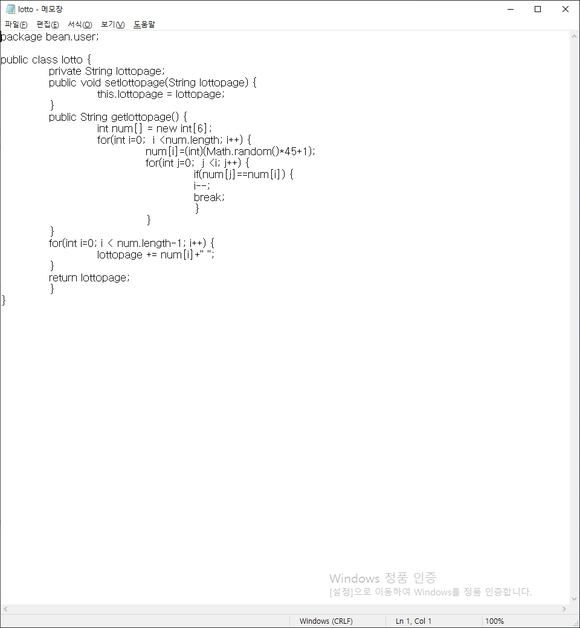 lotto - 메모장
파일(F) 편집(E) 서식(O) 보기(V) 도움말
package bean.user;
public class lotto {
private String lottopage;
public void setlottopage(String lottopage) {
this.lottopage = lottopage;
}
public String getlottopage() {
int num[] = new int[6];
for(int i=0;  i <num.length; i++) {
num[i]=(int)(Math.random()*45+1);
for(int j=0;  j <i; j++) {
if(num[j]==num[i]) {
i--;
break;
}
}
}
for(int i=0; i < num.length-1; i++) {
lottopage += num[i]+" ";
}
return lottopage;
}
}
Windows 정품 인증
[설정]으로 이동하여 Windows를 정품 인증합니다.
Windows (CRLF) Ln 1, Col 1 100%